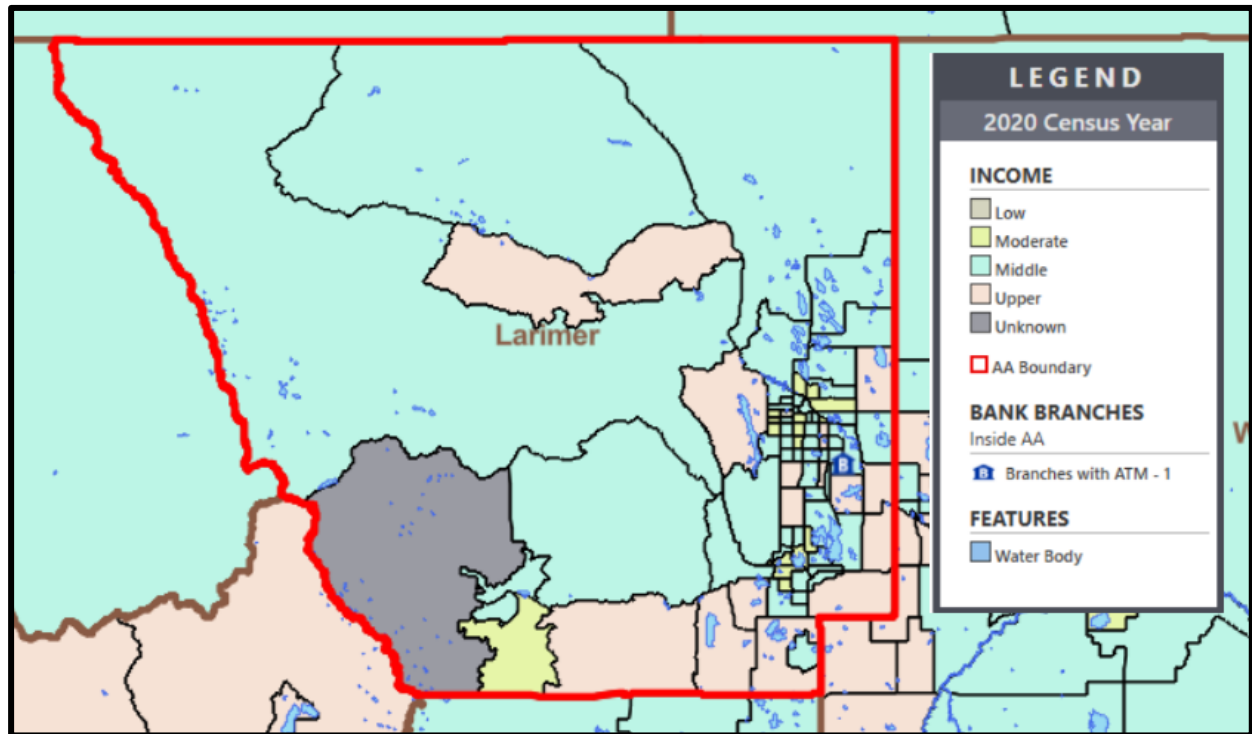 Larimer
W
LEGEND
2020 Census Year
INCOME
Low
Moderate
Middle
Upper
Unknown
AA Boundary
BANK BRANCHES
Inside AA
B Branches with ATM - 1
FEATURES
Water Body
B